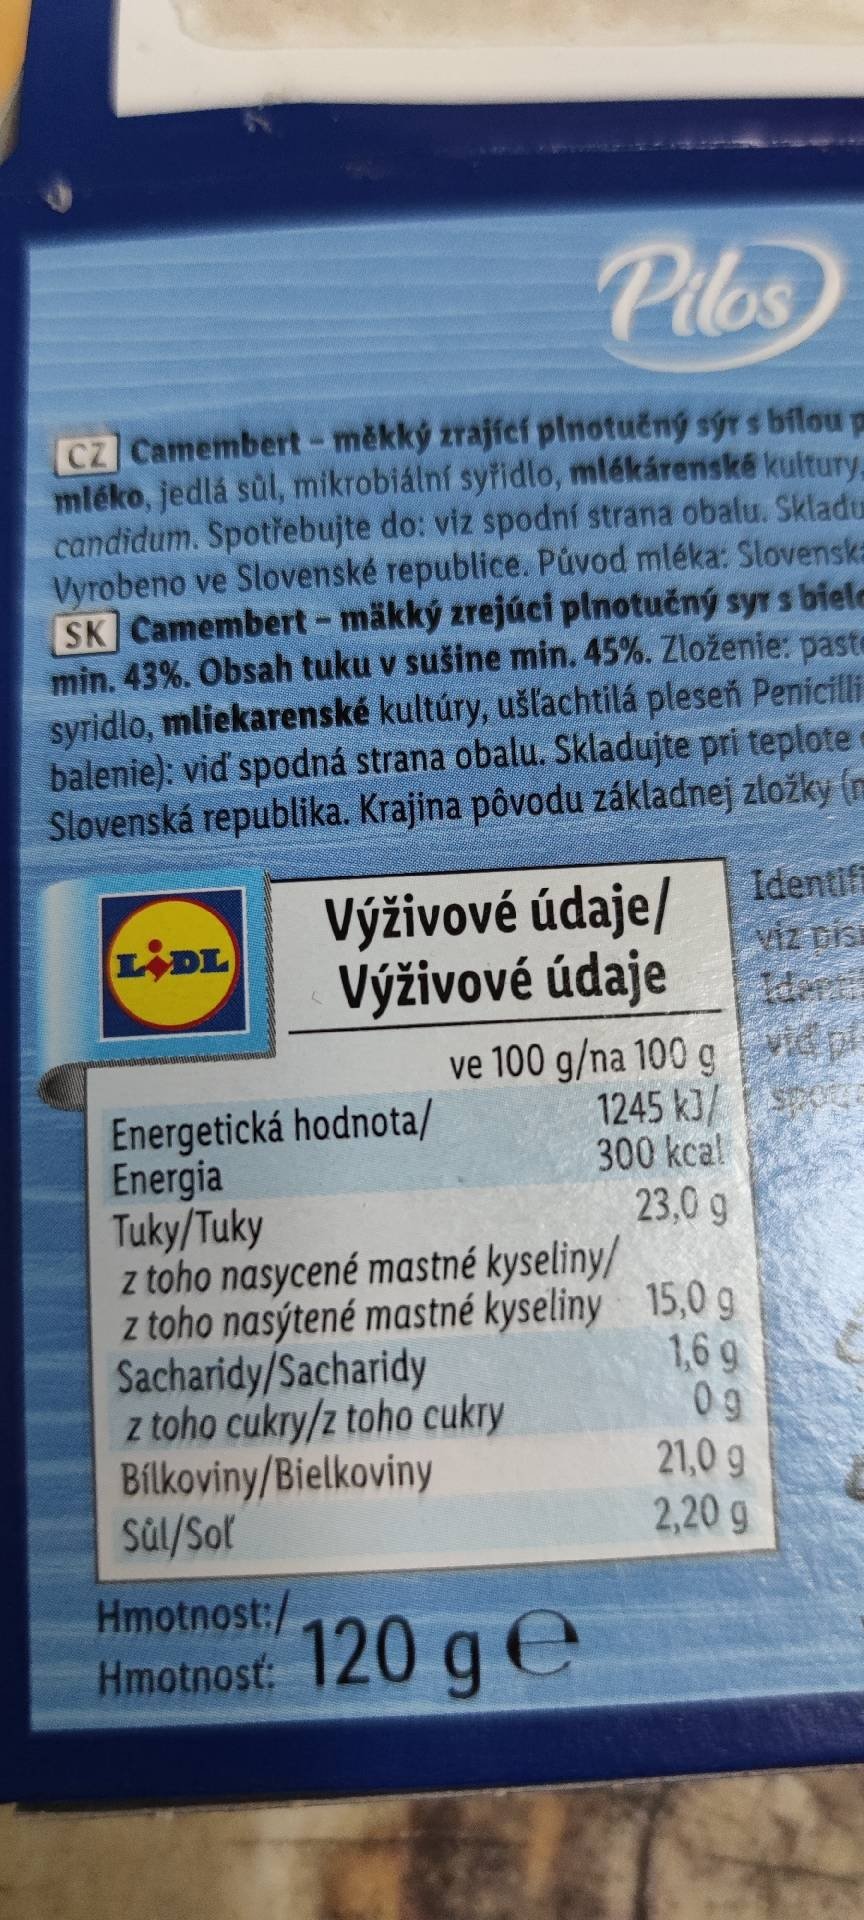 Pilos
CZ Camembert – měkký zrající plnotučný sýr s bílou
mléko, jedlá sůl, mikrobiální syřidlo, mlékárenské kultury,
candidum. Spotřebujte do: viz spodní strana obalu.
Vyrobeno ve Slovenské republice. Původ mléka:
SK Camembert – mäkký zrejúci plnotučný syr s
min. 43%. Obsah tuku v sušine min. 45%. Zloženie:
syridlo, mliekarenské kultúry, ušľachtilá pleseň
balenie): viď spodná strana obalu. Skladujte pri teplote
Slovenská republika. Krajina pôvodu základnej zložky
LIDL
Výživové údaje/
Výživové údaje
ve 100 g/na 100 g
Energetická hodnota/ 1245 kJ/
Energia 300 kcal
Tuky/Tuky 23,0 g
z toho nasycené mastné kyseliny/
z toho nasýtené mastné kyseliny 15,0 g
Sacharidy/Sacharidy 1,6 g
z toho cukry/z toho cukry 0 g
Bílkoviny/Bielkoviny 21,0 g
Sůl/Soľ 2,20 g
viz
viď
Hmotnost:/
Hmotnosť: 120 g e